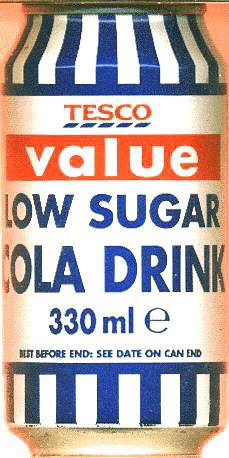 TESCO
value
LOW SUGAR
COLA DRINK
330 ml e
BEST BEFORE END: SEE DATE ON CAN END